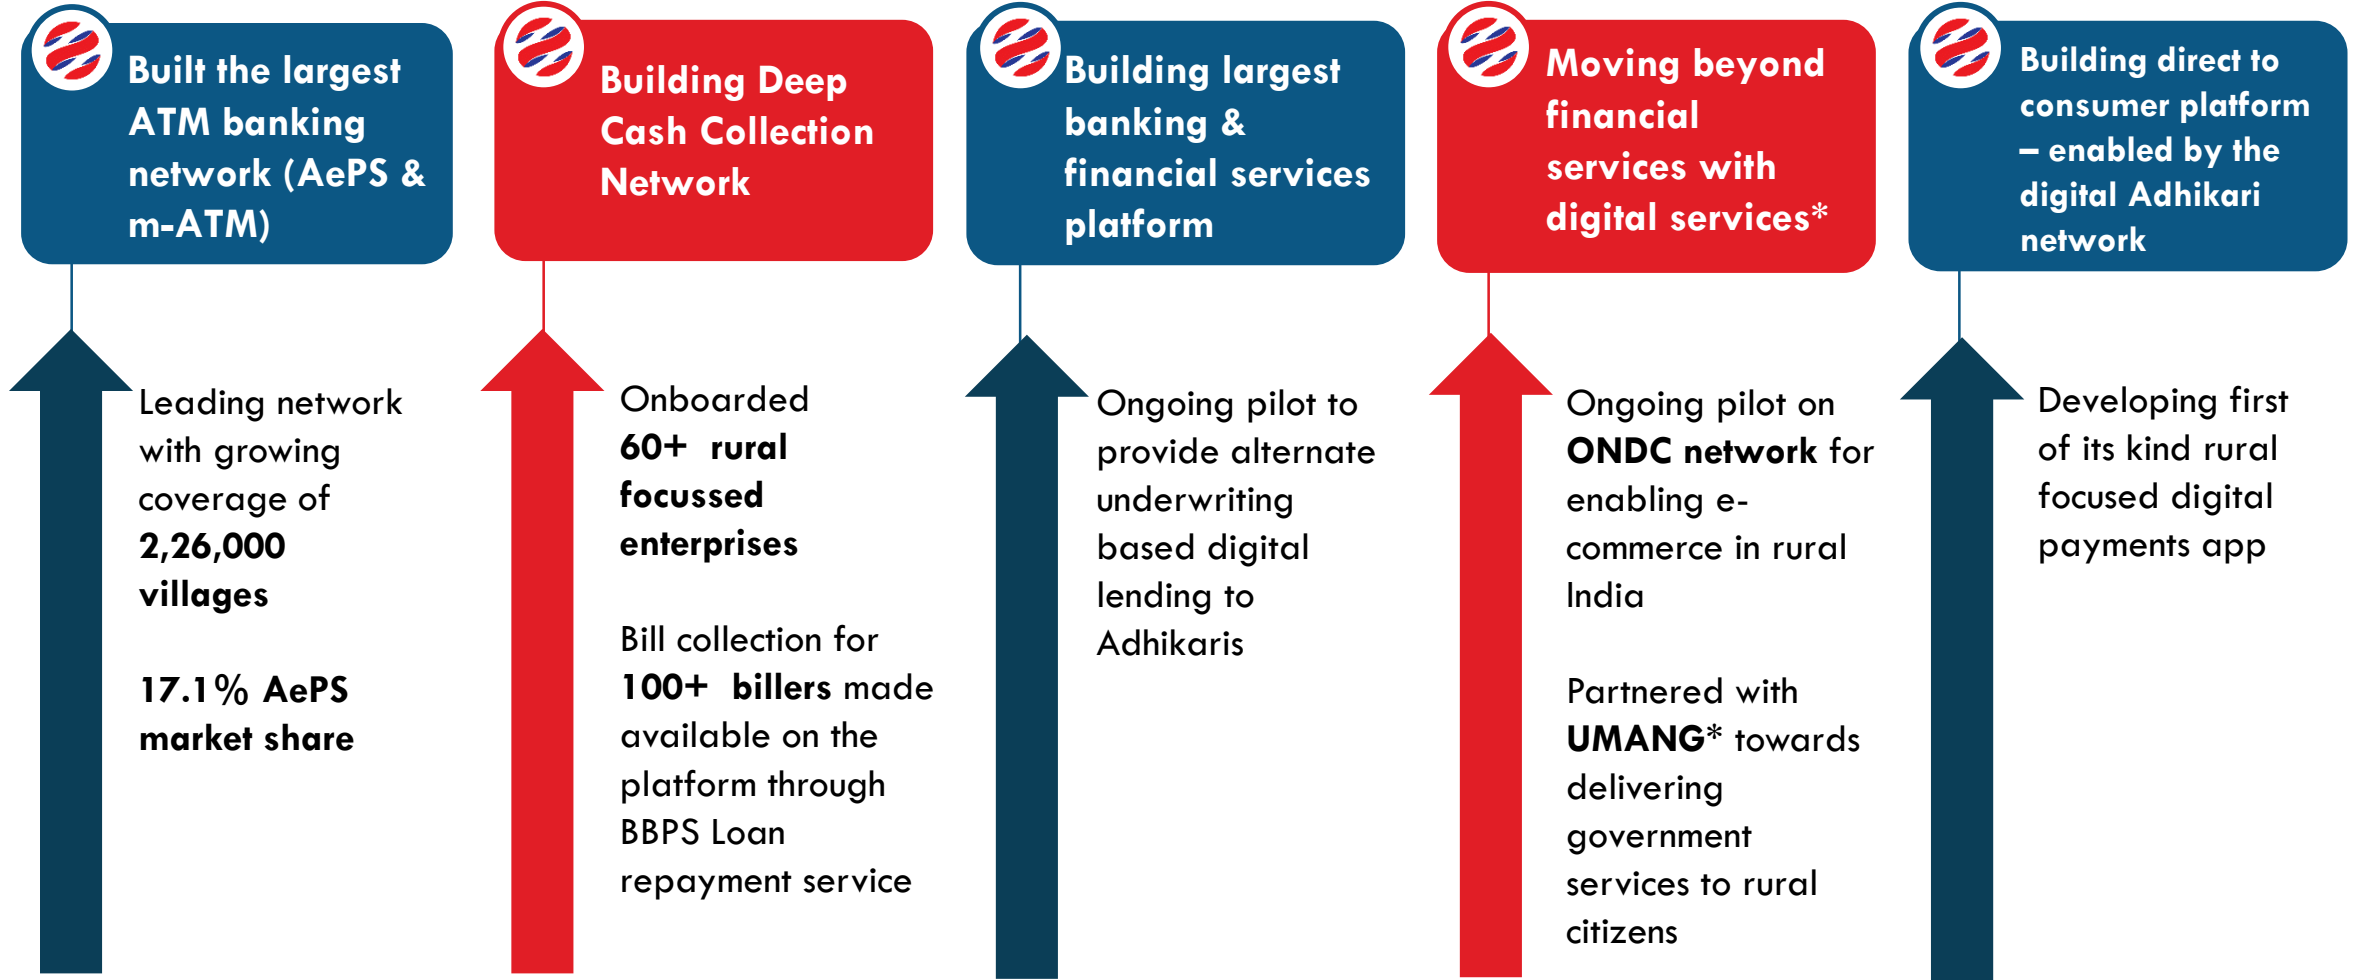 Built the largest
ATM banking
network (AePS &
m-ATM)
Leading network
with growing
coverage of
2,26,000
villages
17.1% AePS
market share
Building Deep
Cash Collection
Network
Onboarded
60+ rural
focussed
enterprises
Bill collection for
100+ billers made
available on the
platform through
BBPS Loan
repayment service
Building largest
banking &
financial services
platform
Ongoing pilot to
provide alternate
underwriting
based digital
lending to
Adhikaris
Moving beyond
financial
services with
digital services*
Ongoing pilot on
ONDC network for
enabling e-
commerce in rural
India
Partnered with
UMANG* towards
delivering
government
services to rural
citizens
Building direct to
consumer platform
– enabled by the
digital Adhikari
network
Developing first
of its kind rural
focused digital
payments app